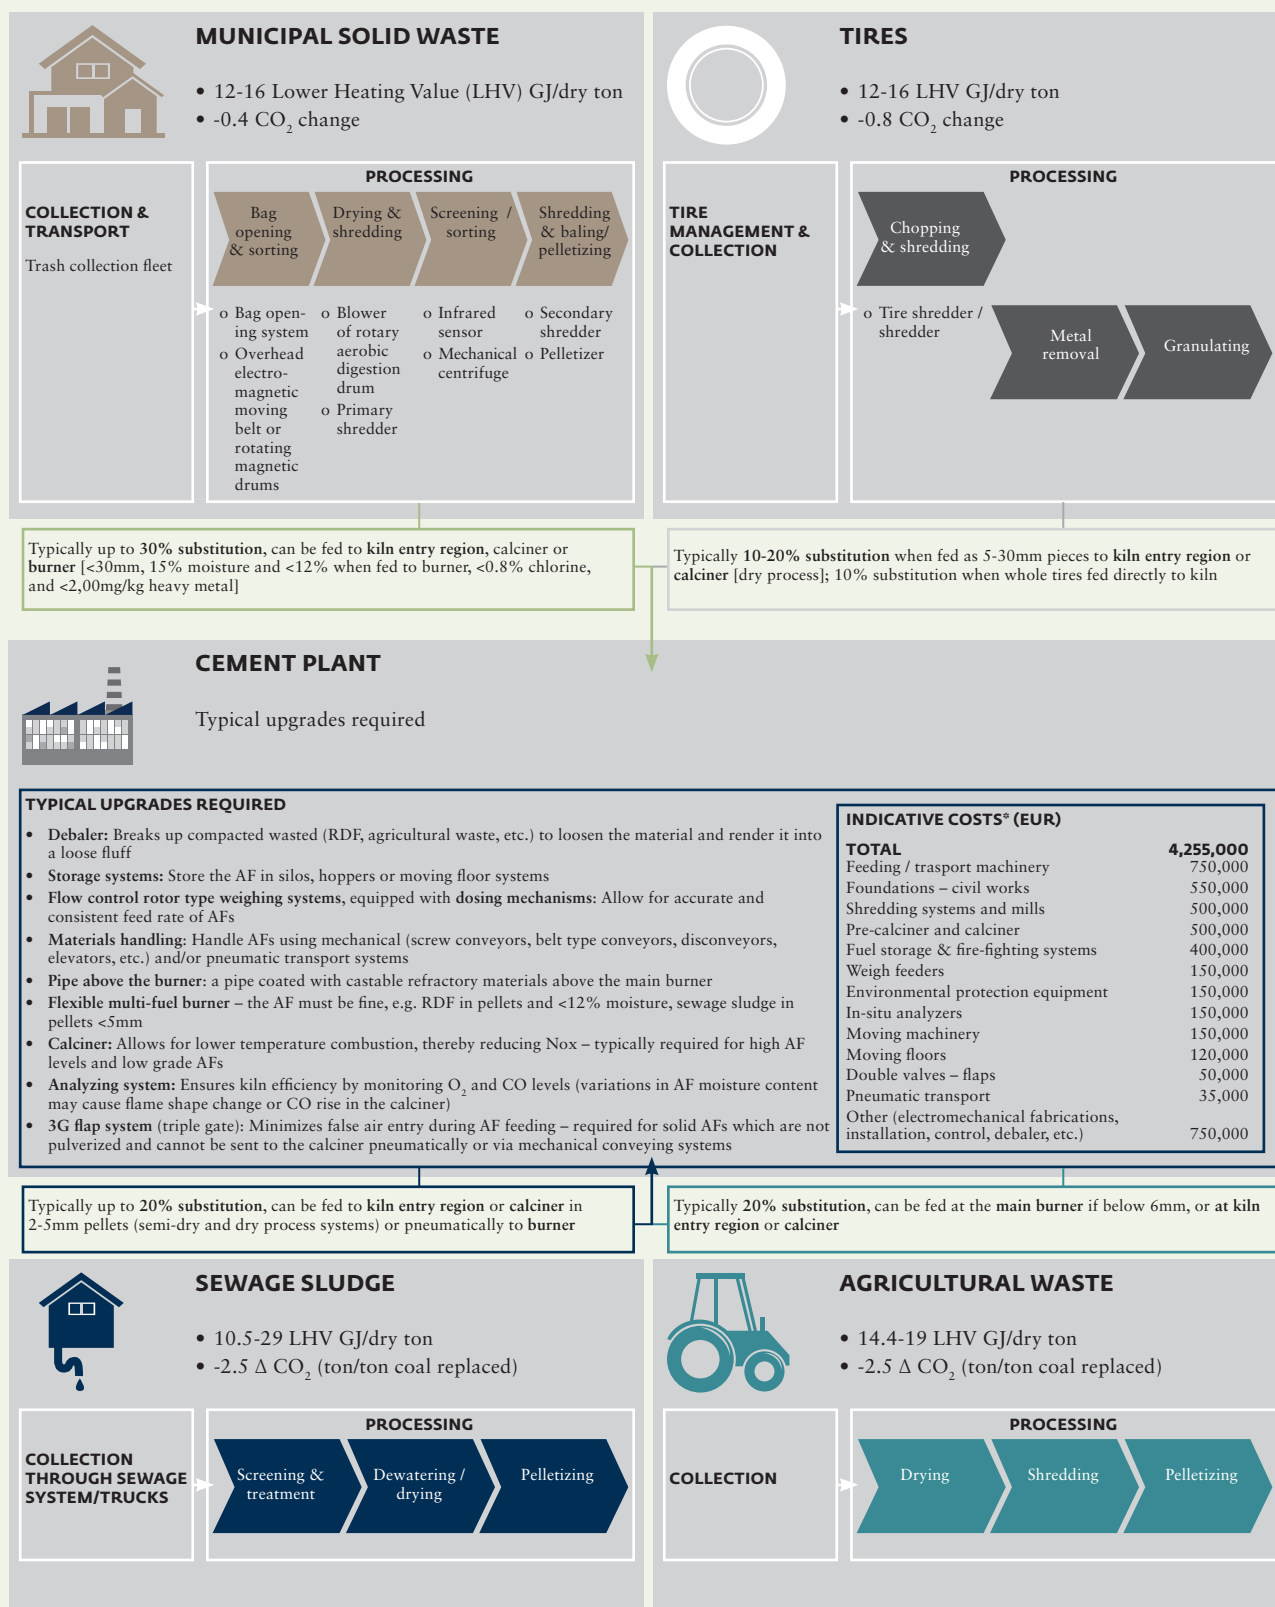 MUNICIPAL SOLID WASTE
• 12-16 Lower Heating Value (LHV) GJ/dry ton
• -0.4 CO2 change
COLLECTION &
TRANSPORT
Trash collection fleet
PROCESSING
Bag
opening
& sorting
Drying &
shredding
Screening /
sorting
Shredding
& baling/
pelletizing
o Bag open-
ing system
o Overhead
electro-
magnetic
moving
belt or
rotating
magnetic
drums
o Blower
of rotary
aerobic
digestion
drum
o Primary
shredder
o Infrared
sensor
o Mechanical
centrifuge
o Secondary
shredder
o Pelletizer
TIRES
• 12-16 LHV GJ/dry ton
• -0.8 CO2 change
TIRE
MANAGEMENT &
COLLECTION
PROCESSING
Chopping
& shredding
o Tire shredder /
shredder
Metal
removal
Granulating
Typically up to 30% substitution, can be fed to kiln entry region, calciner or
burner [<30mm, 15% moisture and <12% when fed to burner, <0.8% chlorine,
and <2,00mg/kg heavy metal]
Typically 10-20% substitution when fed as 5-30mm pieces to kiln entry region or
calciner [dry process]; 10% substitution when whole tires fed directly to kiln
CEMENT PLANT
Typical upgrades required
TYPICAL UPGRADES REQUIRED
• Debaler: Breaks up compacted wasted (RDF, agricultural waste, etc.) to loosen the material and render it into
a loose fluff
• Storage systems: Store the AF in silos, hoppers or moving floor systems
• Flow control rotor type weighing systems, equipped with dosing mechanisms: Allow for accurate and
consistent feed rate of AFs
• Materials handling: Handle AFs using mechanical (screw conveyors, belt type conveyors, disconveyors,
elevators, etc.) and/or pneumatic transport systems
• Pipe above the burner: a pipe coated with castable refractory materials above the main burner
• Flexible multi-fuel burner – the AF must be fine, e.g. RDF in pellets and <12% moisture, sewage sludge in
pellets <5mm
• Calciner: Allows for lower temperature combustion, thereby reducing Nox – typically required for high AF
levels and low grade AFs
• Analyzing system: Ensures kiln efficiency by monitoring O2 and CO levels (variations in AF moisture content
may cause flame shape change or CO rise in the calciner)
• 3G flap system (triple gate): Minimizes false air entry during AF feeding – required for solid AFs which are not
pulverized and cannot be sent to the calciner pneumatically or via mechanical conveying systems
INDICATIVE COSTS* (EUR)
TOTAL 4,255,000
Feeding / trasport machinery 750,000
Foundations – civil works 550,000
Shredding systems and mills 500,000
Pre-calciner and calciner 500,000
Fuel storage & fire-fighting systems 400,000
Weigh feeders 150,000
Environmental protection equipment 150,000
In-situ analyzers 150,000
Moving machinery 150,000
Moving floors 120,000
Double valves – flaps 50,000
Pneumatic transport 35,000
Other (electromechanical fabrications,
installation, control, debaler, etc.) 750,000
Typically up to 20% substitution, can be fed to kiln entry region or calciner in
2-5mm pellets (semi-dry and dry process systems) or pneumatically to burner
Typically 20% substitution, can be fed at the main burner if below 6mm, or at kiln
entry region or calciner
SEWAGE SLUDGE
• 10.5-29 LHV GJ/dry ton
• -2.5 Δ CO2 (ton/ton coal replaced)
COLLECTION
THROUGH SEWAGE
SYSTEM/TRUCKS
PROCESSING
Screening &
treatment
Dewatering /
drying
Pelletizing
AGRICULTURAL WASTE
• 14.4-19 LHV GJ/dry ton
• -2.5 Δ CO2 (ton/ton coal replaced)
COLLECTION
PROCESSING
Drying
Shredding
Pelletizing